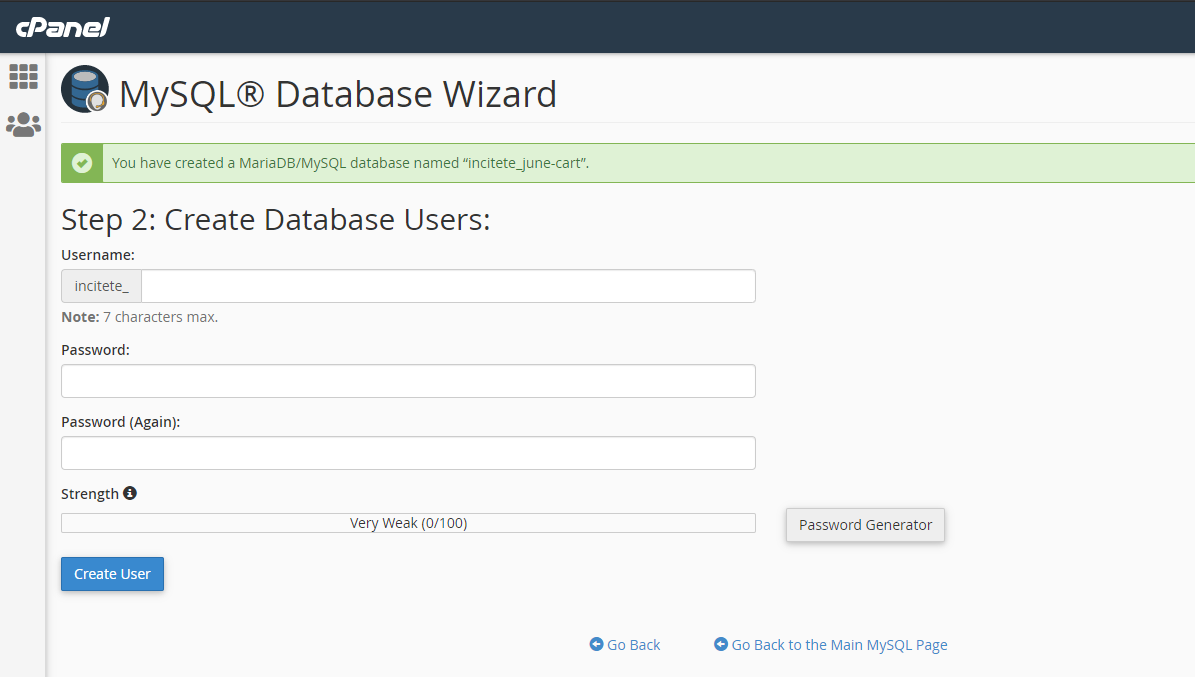 cPanel
MySQL® Database Wizard
You have created a MariaDB/MySQL database named “incitete_june-cart”.
Step 2: Create Database Users:
Username:
incitete_
Note: 7 characters max.
Password:
Password (Again):
Strength
Very Weak (0/100)
Password Generator
Create User
Go Back
Go Back to the Main MySQL Page